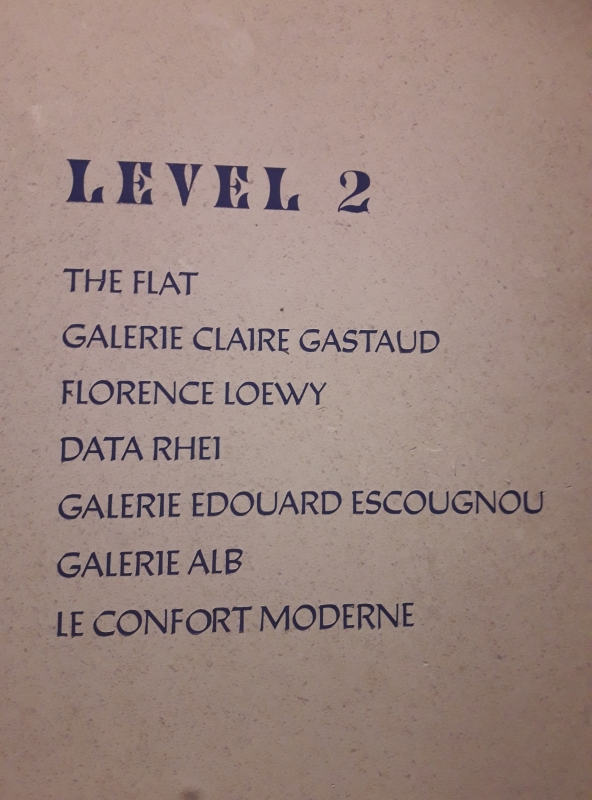 LEVEL 2
THE FLAT
GALERIE CLAIRE GASTAUD
FLORENCE LOEWY
DATA RHEI
GALERIE EDOUARD ESCOUGNOU
GALERIE ALB
LE CONFORT MODERNE